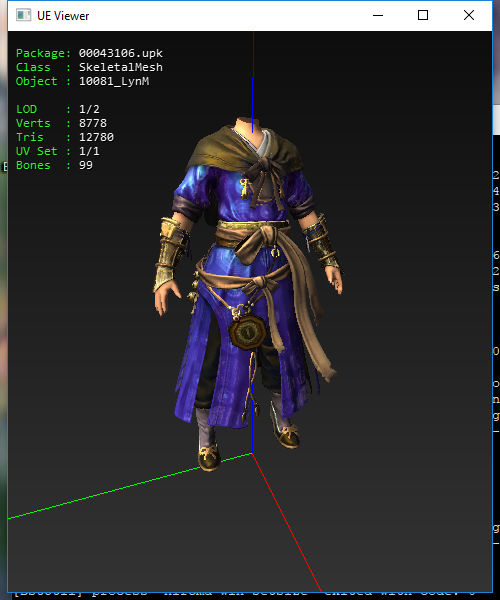 UE Viewer
Package: 00043106.upk
Class : SkeletalMesh
Object : 10081_LynM
LOD : 1/2
Verts : 8778
Tris : 12780
UV Set : 1/1
Bones : 99